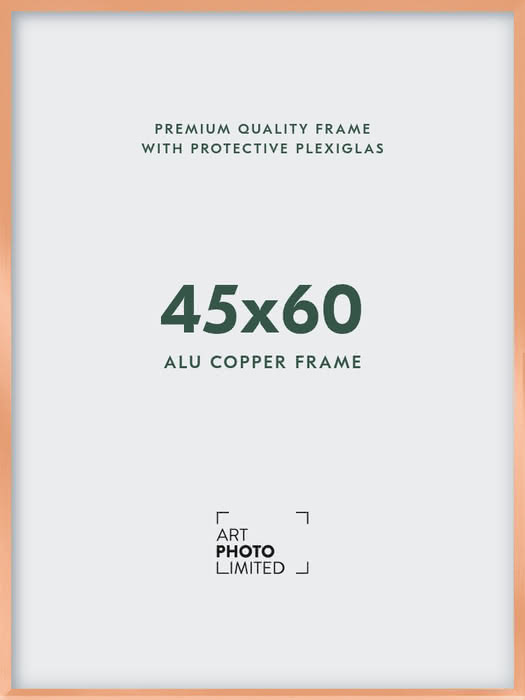 PREMIUM QUALITY FRAME
WITH PROTECTIVE PLEXIGLAS
45x60
ALU COPPER FRAME
ART
PHOTO
LIMITED